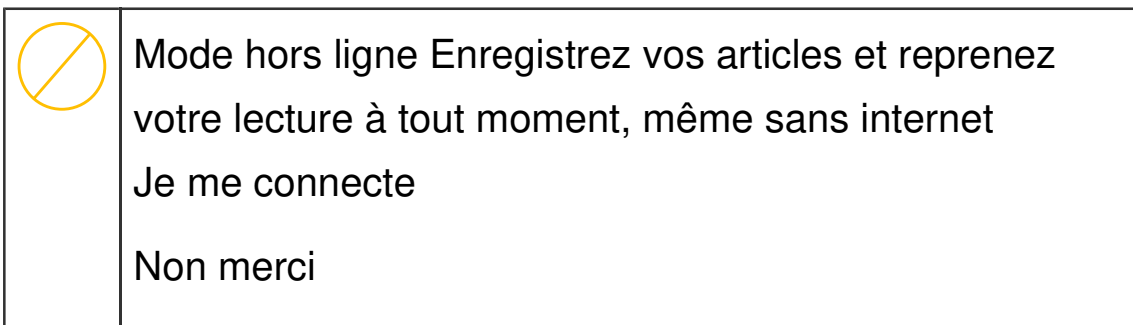 Mode hors ligne Enregistrez vos articles et reprenez
votre lecture à tout moment, même sans internet
Je me connecte
Non merci